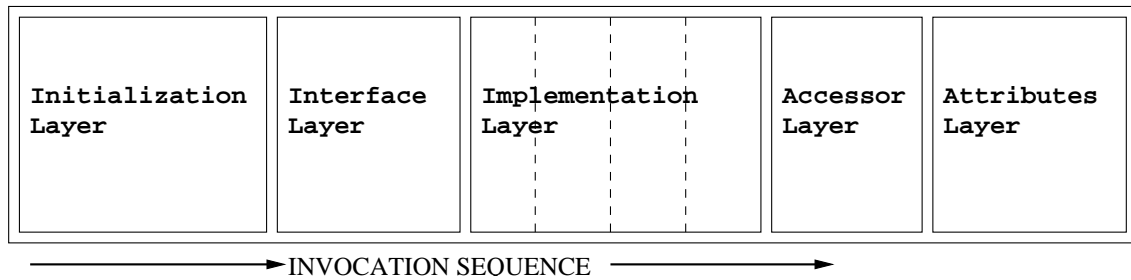 Initialization
Layer
Interface
Layer
Implementation
Layer
Accessor
Layer
Attributes
Layer
INVOCATION SEQUENCE